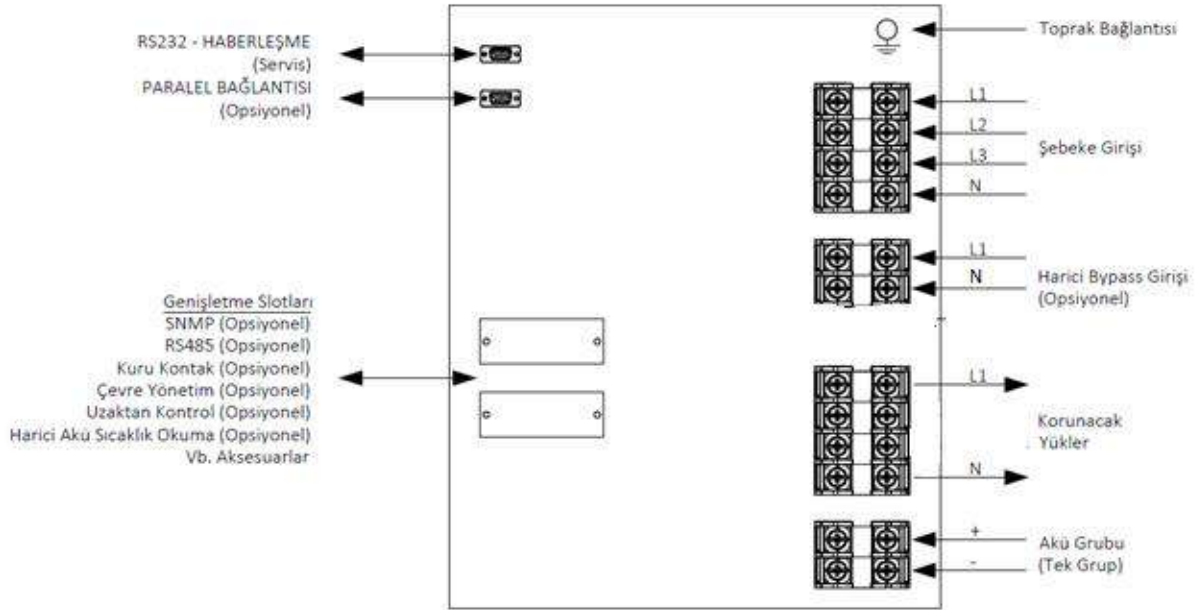 RS232 - HABERLEŞME
(Servis)
PARALEL BAĞLANTISI
(Opsiyonel)
Genişletme Slotları
SNMP (Opsiyonel)
RS485 (Opsiyonel)
Kuru Kontak (Opsiyonel)
Çevre Yönetim (Opsiyonel)
Uzaktan Kontrol (Opsiyonel)
Harici Akü Sıcaklık Okuma (Opsiyonel)
Vb. Aksesuarlar
Toprak Bağlantısı
L1
L2
L3
N
Şebeke Girişi
L1
N
Harici Bypass Girişi
(Opsiyonel)
L1
N
Korunacak
Yükler
+
-
Akü Grubu
(Tek Grup)